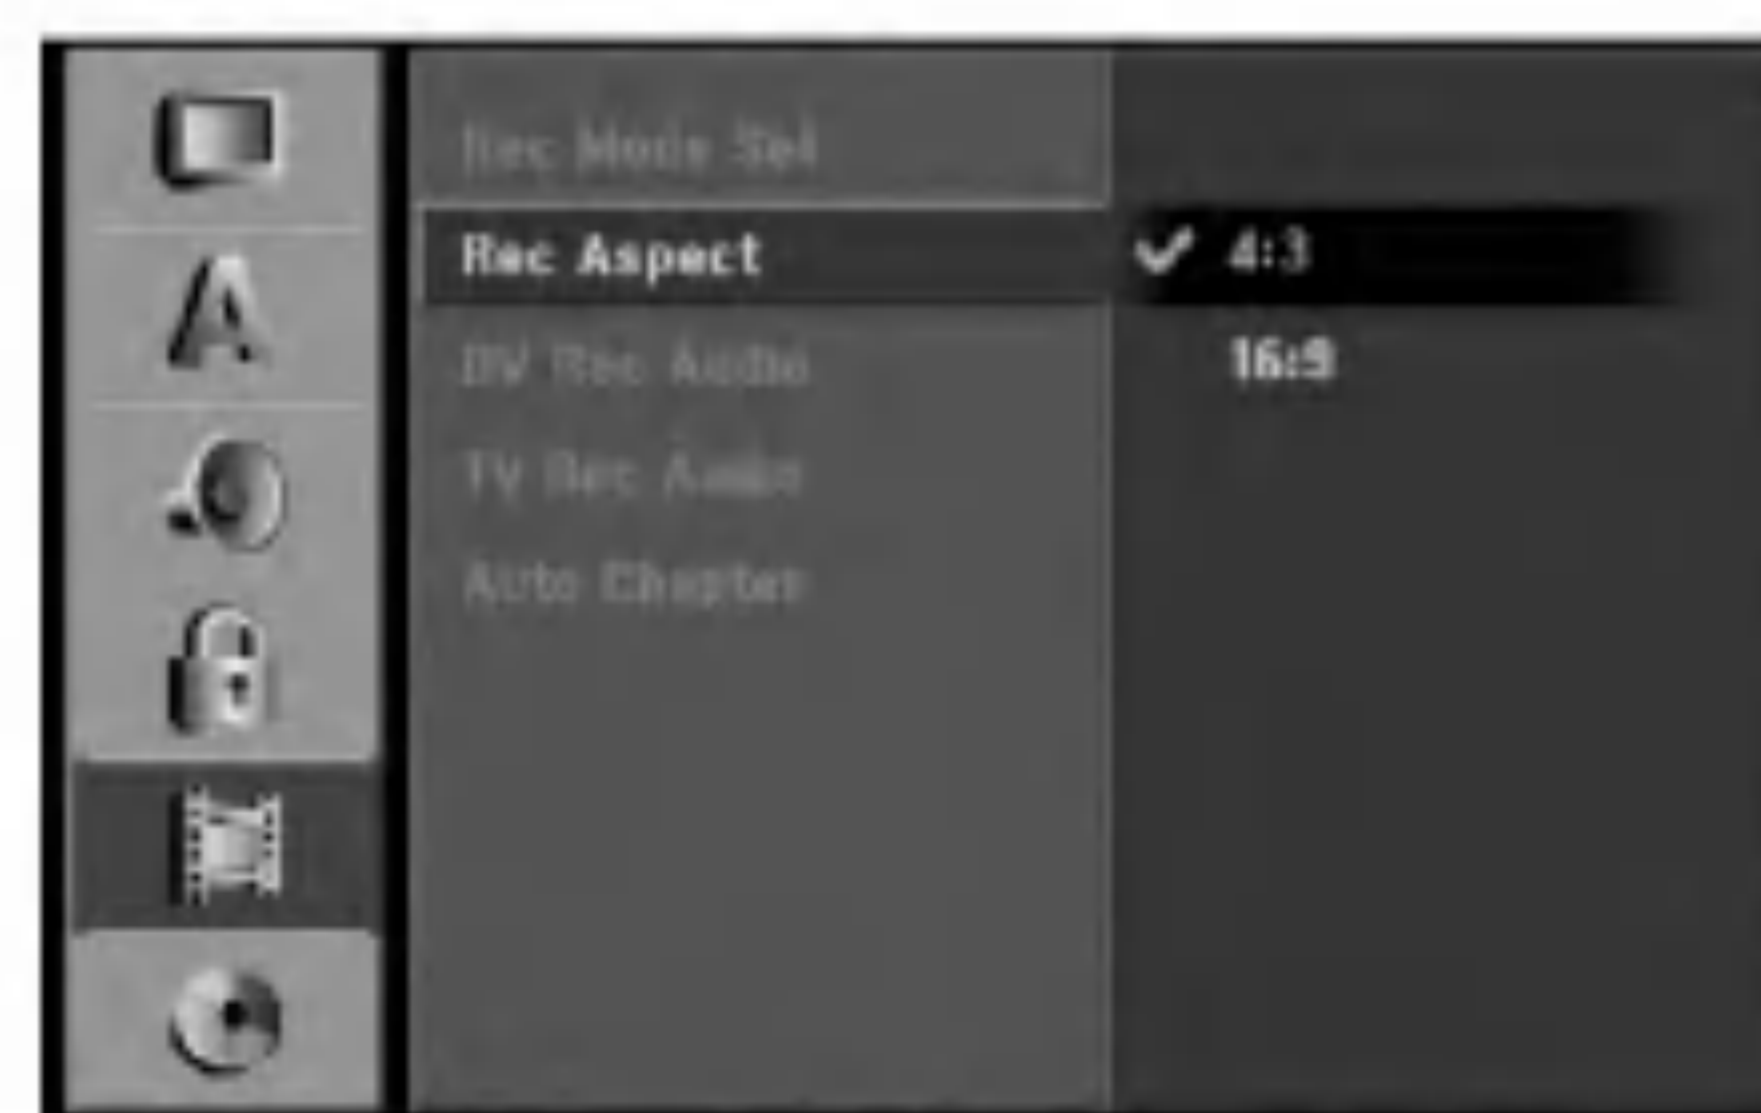 Rec Mode Set
Rec Aspect
4:3
16:9
DV Rec Audio
TV Rec Audio
Auto Chapter